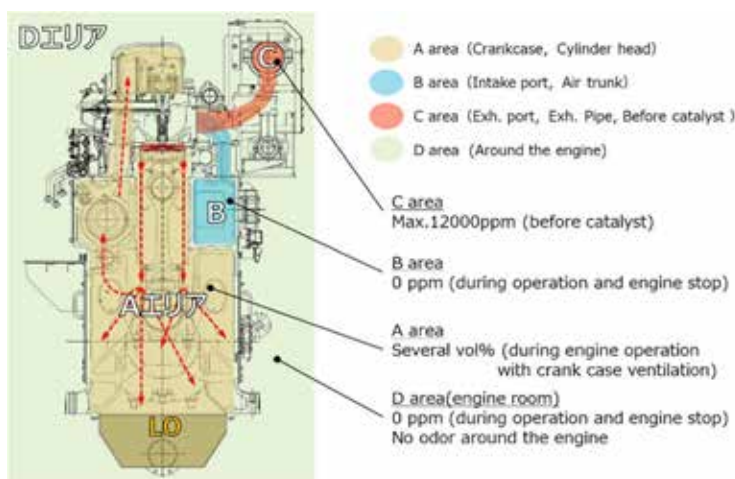 Dエリア
C
B
Aエリア
LO
A area (Crankcase, Cylinder head)
B area (Intake port, Air trunk)
C area (Exh. port, Exh. Pipe, Before catalyst )
D area (Around the engine)
C area
Max.12000ppm (before catalyst)
B area
0 ppm (during operation and engine stop)
A area
Several vol% (during engine operation
with crank case ventilation)
D area(engine room)
0 ppm (during operation and engine stop)
No odor around the engine